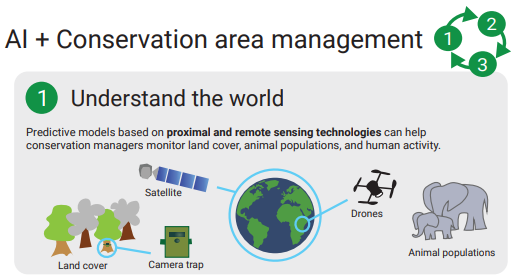 AI + Conservation area management
1
2
3
1 Understand the world
Predictive models based on proximal and remote sensing technologies can help
conservation managers monitor land cover, animal populations, and human activity.
Satellite
Drones
Land cover
Camera trap
Animal populations